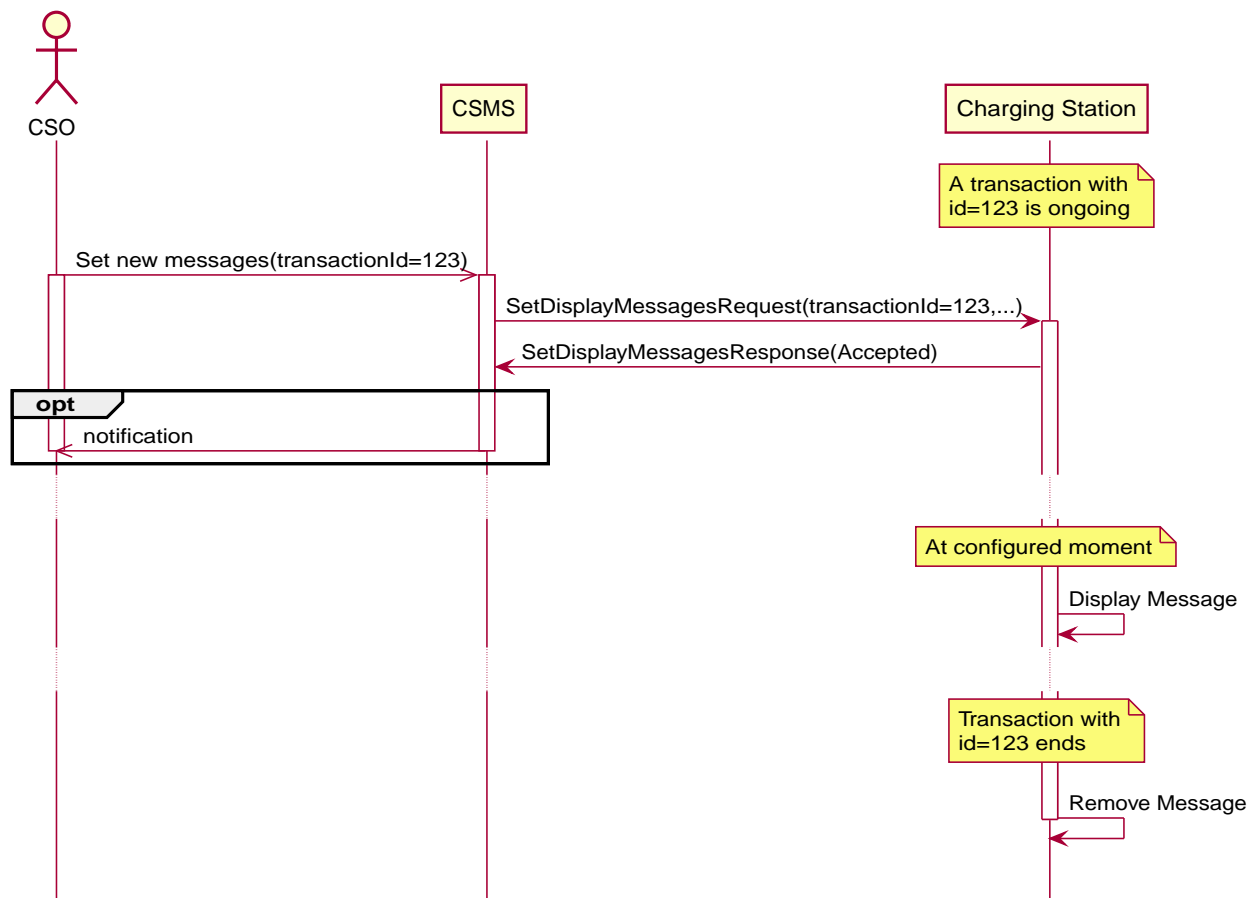 CSO
CSMS
Charging Station
A transaction with
id=123 is ongoing
Set new messages(transactionId=123)
SetDisplayMessagesRequest(transactionId=123,...)
SetDisplayMessagesResponse(Accepted)
opt
notification
At configured moment
Display Message
Transaction with
id=123 ends
Remove Message